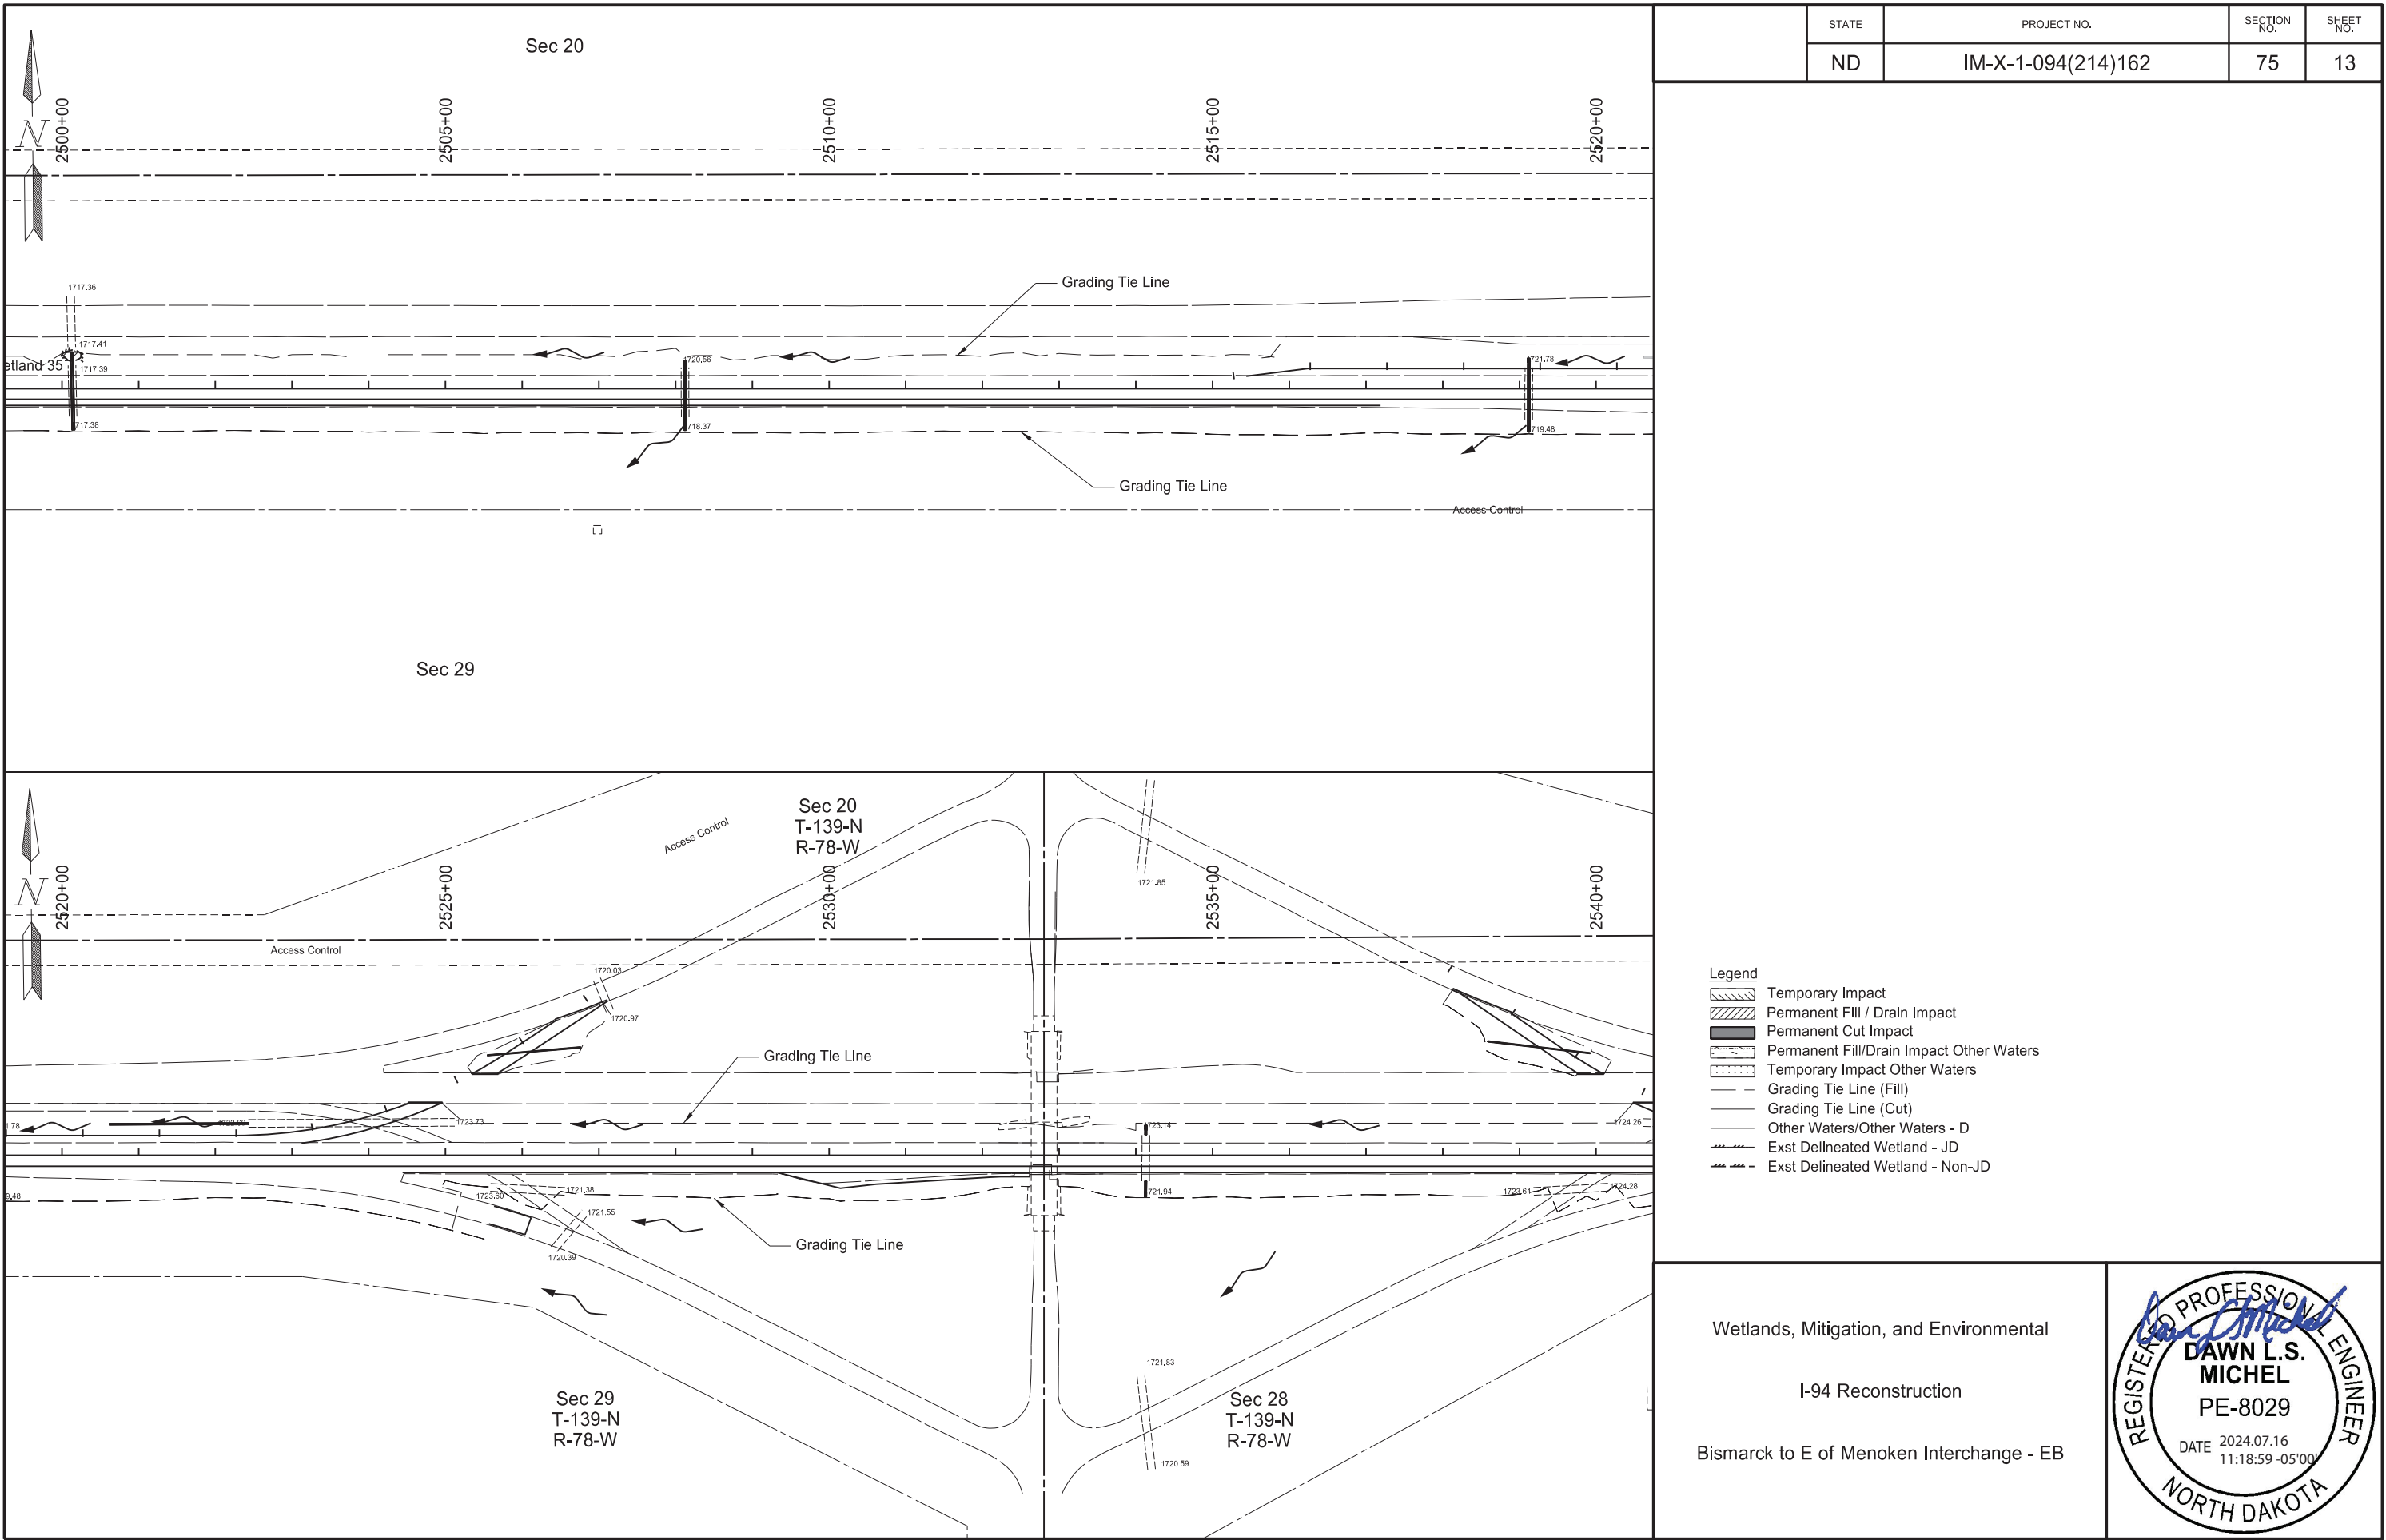 STATE
PROJECT NO.
SECTION NO.
SHEET NO.
ND
IM-X-1-094(214)162
75
13
Sec 20
N
2500+00
2505+00
2510+00
2515+00
2520+00
Grading Tie Line
1717.36
1717.41
etland 35
1717.39
717.38
720.56
718.37
721.78
719.48
Grading Tie Line
Access Control
Sec 29
Sec 20
T-139-N
R-78-W
Access Control
N
2520+00
2525+00
2530+00
2535+00
2540+00
1721.85
Access Control
1720.03
1720.97
Grading Tie Line
1.78
1723.73
1723.14
1724.26
9.48
1723.60
1721.38
1721.55
1720.39
1721.94
1723.61
1724.28
Grading Tie Line
1721.83
1720.59
Sec 29
T-139-N
R-78-W
Sec 28
T-139-N
R-78-W
Legend
Temporary Impact
Permanent Fill / Drain Impact
Permanent Cut Impact
Permanent Fill/Drain Impact Other Waters
Temporary Impact Other Waters
Grading Tie Line (Fill)
Grading Tie Line (Cut)
Other Waters/Other Waters - D
Exst Delineated Wetland - JD
Exst Delineated Wetland - Non-JD
Wetlands, Mitigation, and Environmental
I-94 Reconstruction
Bismarck to E of Menoken Interchange - EB
REGISTERED PROFESSIONAL ENGINEER
DAWN L.S.
MICHEL
PE-8029
DATE 2024.07.16
11:18:59 -05'00'
NORTH DAKOTA